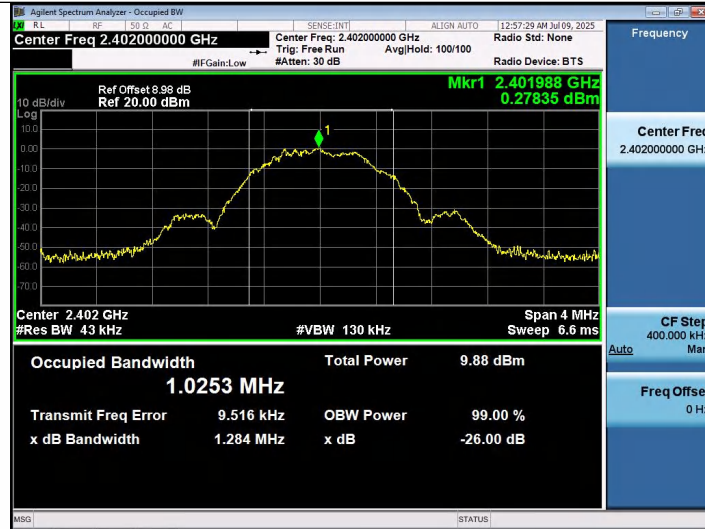 Agilent Spectrum Analyzer - Occupied BW
LXI RL RF 50 Ω AC SENSE:INT ALIGN AUTO 12:57:29 AM Jul 09, 2025
Center Freq 2.402000000 GHz
Center Freq: 2.402000000 GHz
Radio Std: None
Trig: Free Run Avg|Hold: 100/100
#IFGain:Low #Atten: 30 dB Radio Device: BTS
Frequency
Ref Offset 8.98 dB
Ref 20.00 dBm
Mkr1 2.401988 GHz
0.27835 dBm
10 dB/div
Log
10.0
0.00
-10.0
-20.0
-30.0
-40.0
-50.0
-60.0
-70.0
1
Center 2.402 GHz Span 4 MHz
#Res BW 43 kHz #VBW 130 kHz Sweep 6.6 ms
Occupied Bandwidth Total Power 9.88 dBm
1.0253 MHz
Transmit Freq Error 9.516 kHz OBW Power 99.00 %
x dB Bandwidth 1.284 MHz x dB -26.00 dB
Center Freq
2.402000000 GHz
CF Step
400.000 kHz
Auto Man
Freq Offse
0 Hz
MSG STATUS